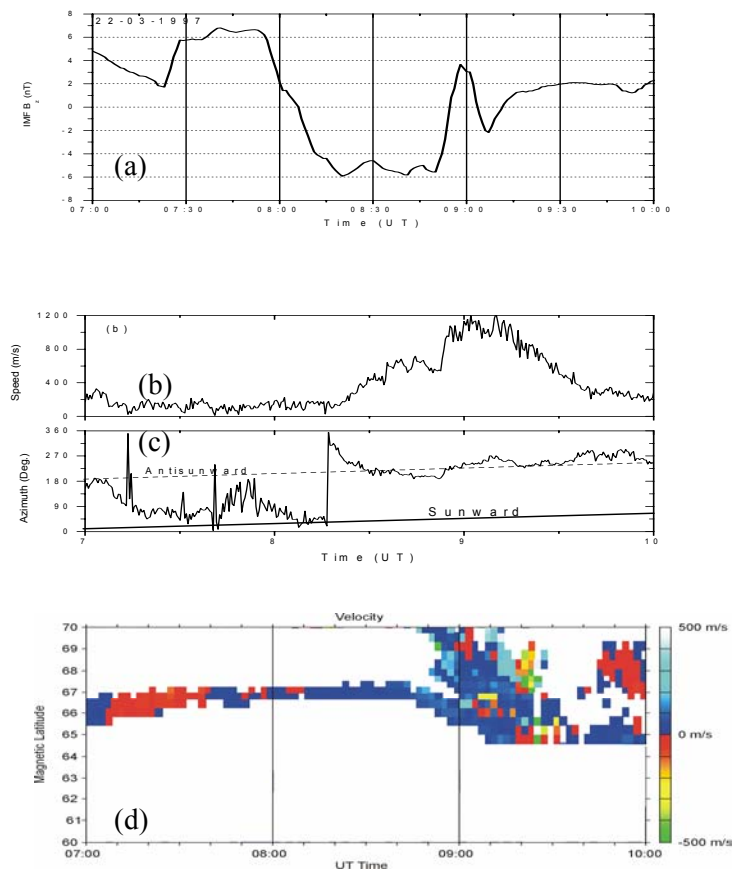 22-03-1997
8
6
4
2
0
-2
-4
-6
-8
IMF B z (nT)
(a)
07:00 07:30 08:00 08:30 09:00 09:30 10:00
Time (UT)
1200
800
400
0
Speed (m/s)
(b)
(b)
360
270
180
90
0
Azimuth (Deg.)
(c)
Antisunward
Sunward
7 8 9 10
Time (UT)
Velocity
70
69
68
67
66
65
64
63
62
61
60
Magnetic Latitude
(d)
500 m/s
0 m/s
-500 m/s
07:00 08:00 09:00 10:00
UT Time